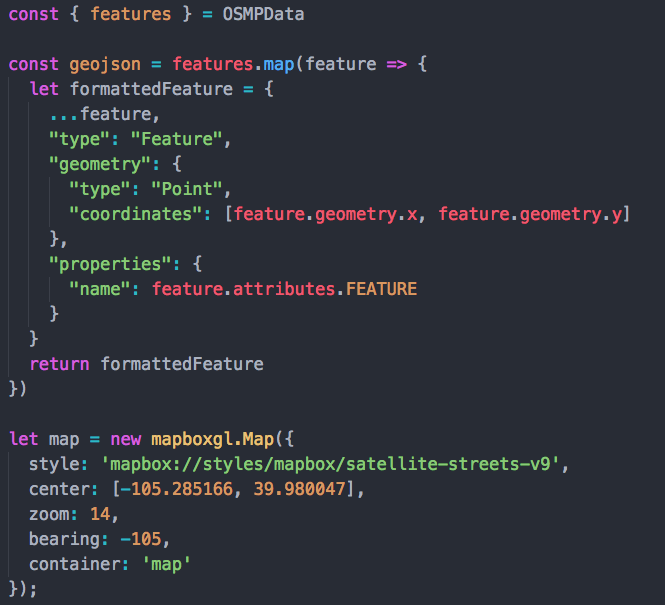 const { features } = OSMPData
const geojson = features.map(feature => {
let formattedFeature = {
...feature,
"type": "Feature",
"geometry": {
"type": "Point",
"coordinates": [feature.geometry.x, feature.geometry.y]
},
"properties": {
"name": feature.attributes.FEATURE
}
}
return formattedFeature
})
let map = new mapboxgl.Map({
style: 'mapbox://styles/mapbox/satellite-streets-v9',
center: [-105.285166, 39.980047],
zoom: 14,
bearing: -105,
container: 'map'
});